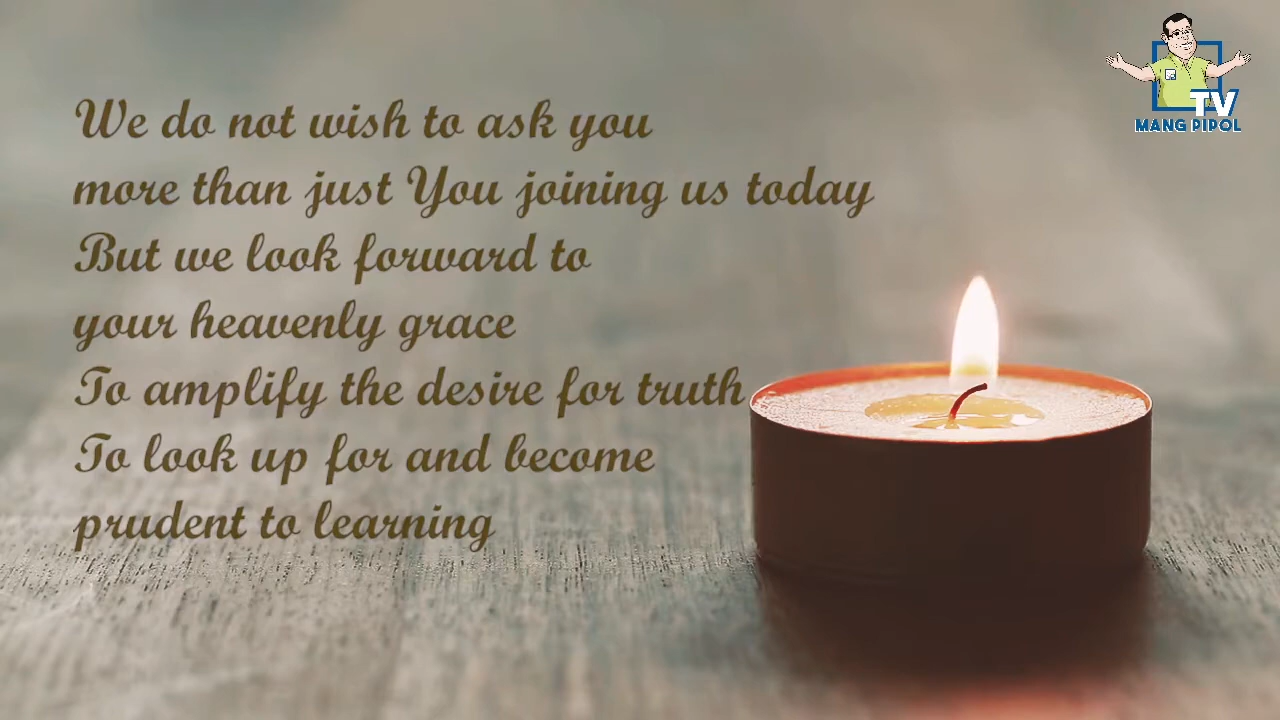 We do not wish to ask you
more than just You joining us today
But we look forward to
your heavenly grace
To amplify the desire for truth
To look up for and become
prudent to learning
TV
MANG PIPOL